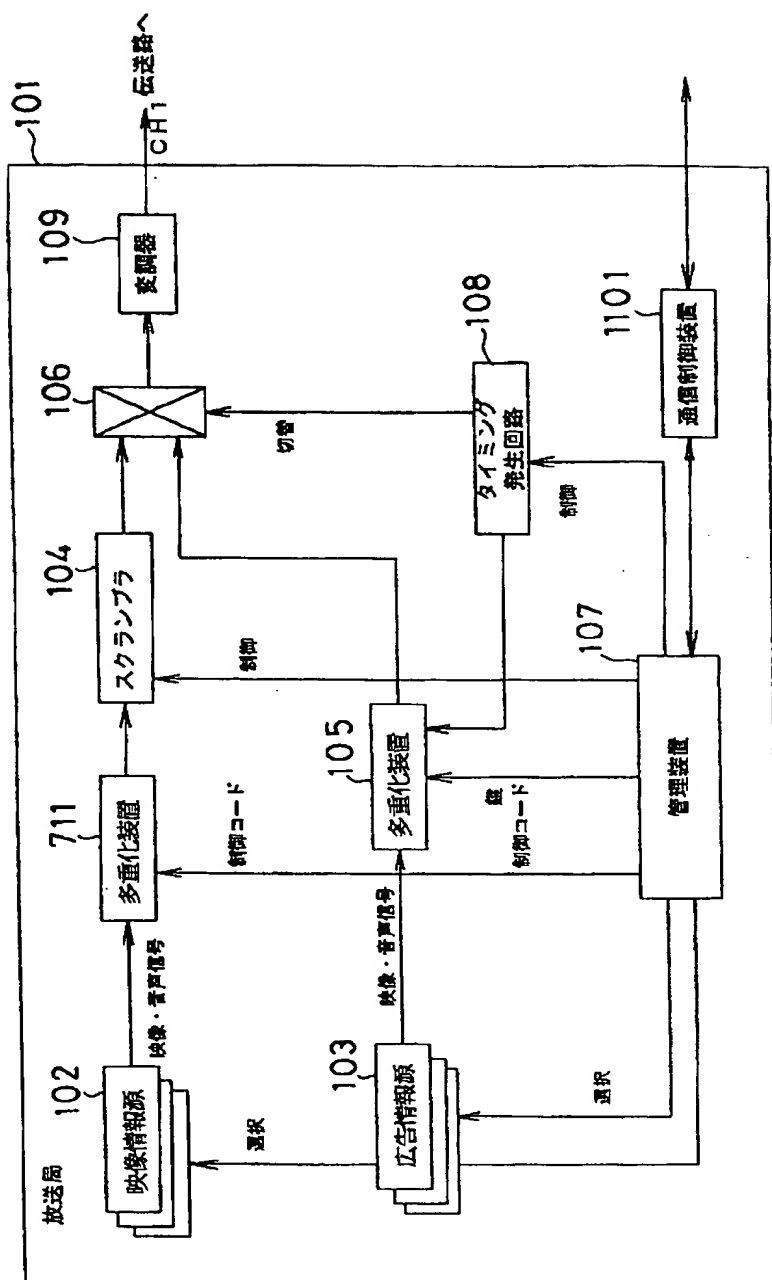 放送局
101
102
映像情報源
映像・音声信号
711
多重化装置
104
スクランブラ
106
109
変調器
CH1
伝送路へ
選択
制御コード
制御
切替
103
広告情報源
映像・音声信号
105
多重化装置
鍵
制御コード
108
タイミング
発生回路
制御
選択
107
管理装置
1101
通信制御装置